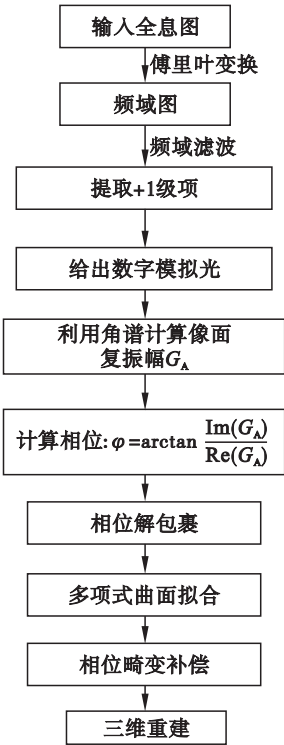 输入全息图
傅里叶变换
频域图
频域滤波
提取+1级项
给出数字模拟光
利用角谱计算像面
复振幅G_A
计算相位:φ=arctan Im(G_A)/Re(G_A)
相位解包裹
多项式曲面拟合
相位畸变补偿
三维重建